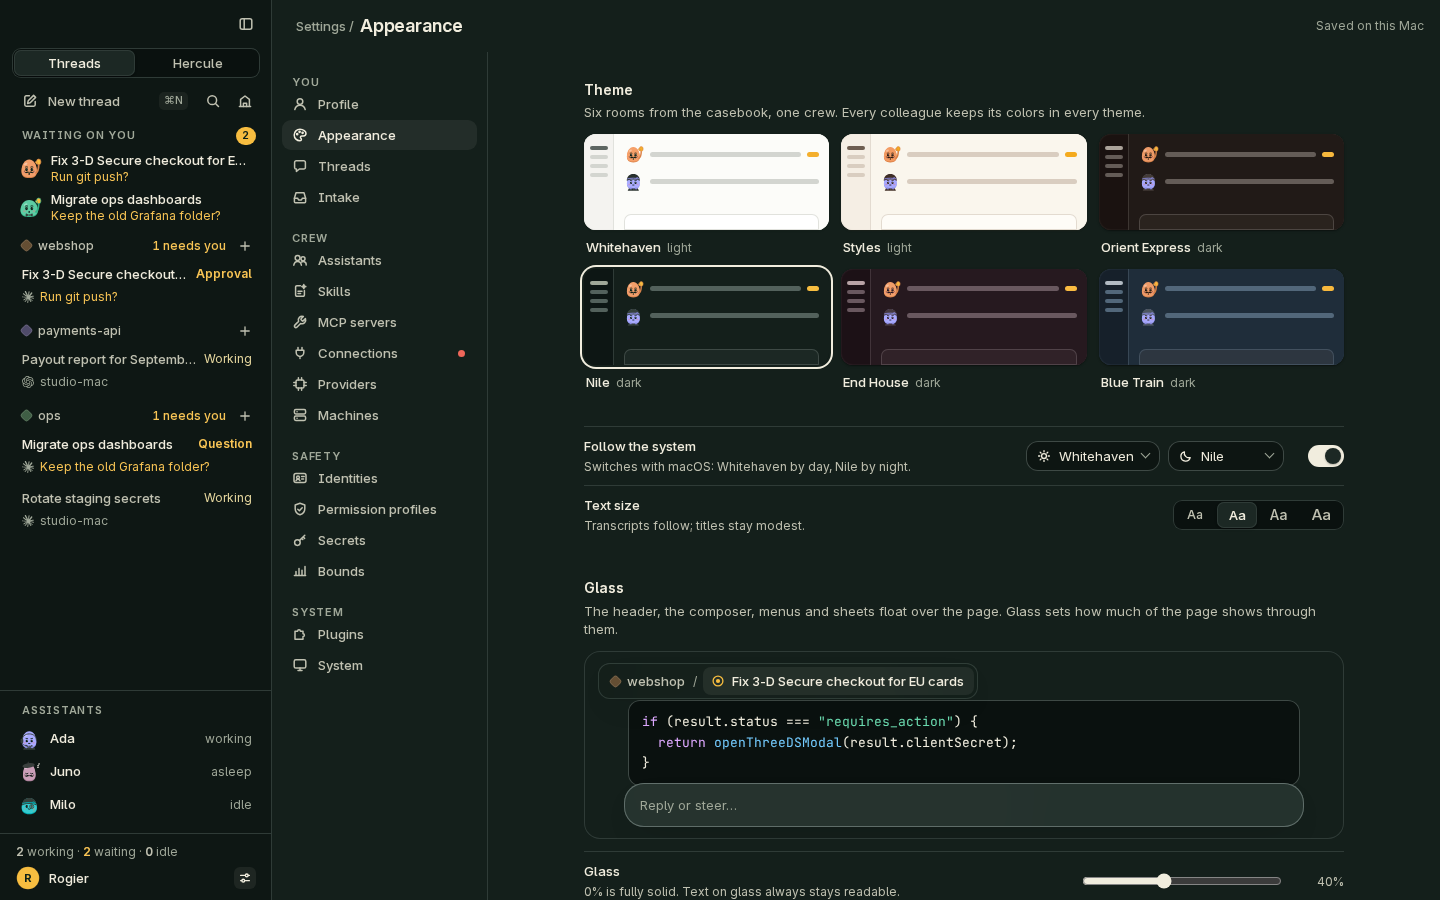 Threads
Hercule
New thread
⌘N
WAITING ON YOU
2
Fix 3-D Secure checkout for E…
Run git push?
Migrate ops dashboards
Keep the old Grafana folder?
webshop
1 needs you
Fix 3-D Secure checkout…
Approval
Run git push?
payments-api
Payout report for Septemb…
Working
studio-mac
ops
1 needs you
Migrate ops dashboards
Question
Keep the old Grafana folder?
Rotate staging secrets
Working
studio-mac
ASSISTANTS
Ada
working
Juno
asleep
Milo
idle
2 working · 2 waiting · 0 idle
R
Rogier
Settings / Appearance
Saved on this Mac
YOU
Profile
Appearance
Threads
Intake
CREW
Assistants
Skills
MCP servers
Connections
Providers
Machines
SAFETY
Identities
Permission profiles
Secrets
Bounds
SYSTEM
Plugins
System
Theme
Six rooms from the casebook, one crew. Every colleague keeps its colors in every theme.
Whitehaven light
Styles light
Orient Express dark
Nile dark
End House dark
Blue Train dark
Follow the system
Switches with macOS: Whitehaven by day, Nile by night.
Whitehaven
Nile
Text size
Transcripts follow; titles stay modest.
Aa
Aa
Aa
Aa
Glass
The header, the composer, menus and sheets float over the page. Glass sets how much of the page shows through
them.
webshop / Fix 3-D Secure checkout for EU cards
if (result.status === "requires_action") {
return openThreeDSModal(result.clientSecret);
}
Reply or steer…
Glass
0% is fully solid. Text on glass always stays readable.
40%